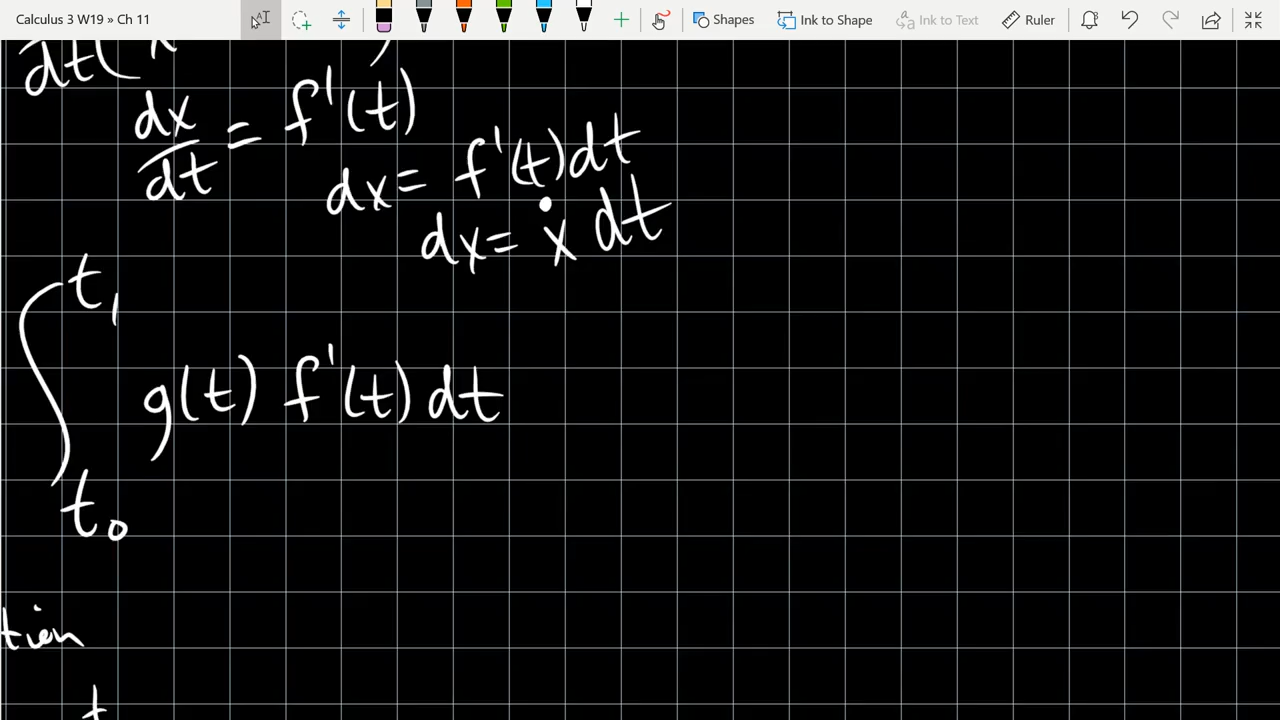 Calculus 3 W19 » Ch 11
Shapes
Ink to Shape
Ink to Text
Ruler
dt(x
dx/dt = f'(t)
dx = f'(t)dt
dx = ẋ dt
∫ t₁
g(t) f'(t) dt
t₀
t